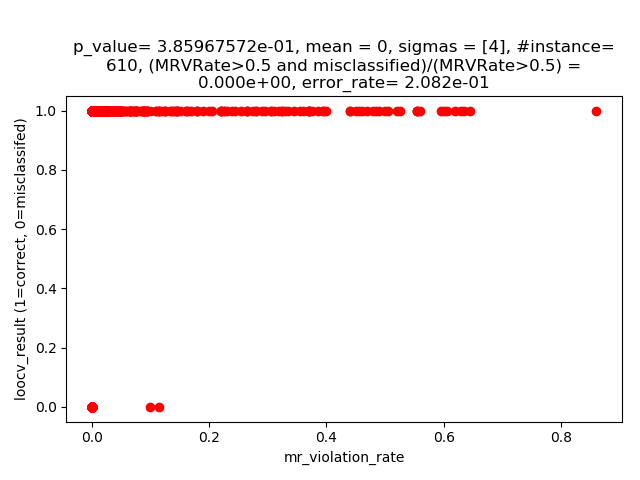 p_value= 3.85967572e-01, mean = 0, sigmas = [4], #instance=
610, (MRVRate>0.5 and misclassified)/(MRVRate>0.5) =
0.000e+00, error_rate= 2.082e-01
1.0
0.8
0.6
0.4
0.2
0.0
loocv_result (1=correct, 0=misclassifed)
0.0 0.2 0.4 0.6 0.8
mr_violation_rate